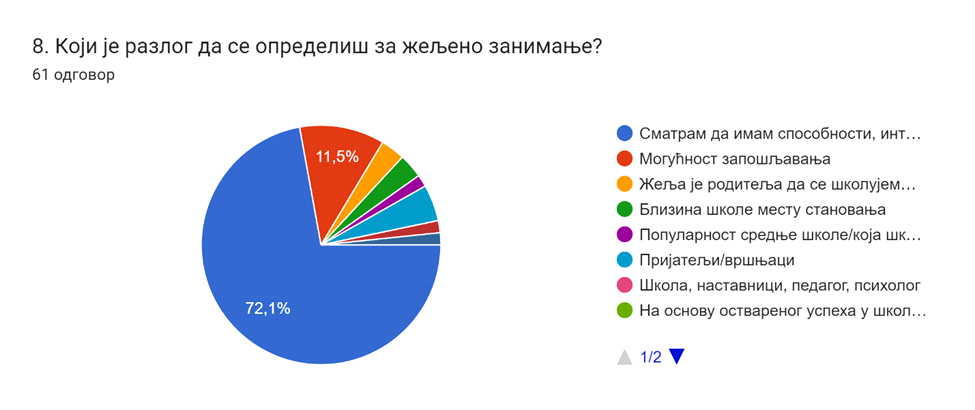 8. Који је разлог да се определиш за жељено занимање?
61 одговор
11,5%
72,1%
Сматрам да имам способности, инт…
Могућност запошљавања
Жеља је родитеља да се школујем…
Близина школе месту становања
Популарност средње школе/која шк…
Пријатељи/вршњаци
Школа, наставници, педагог, психолог
На основу оствареног успеха у школ…
1/2